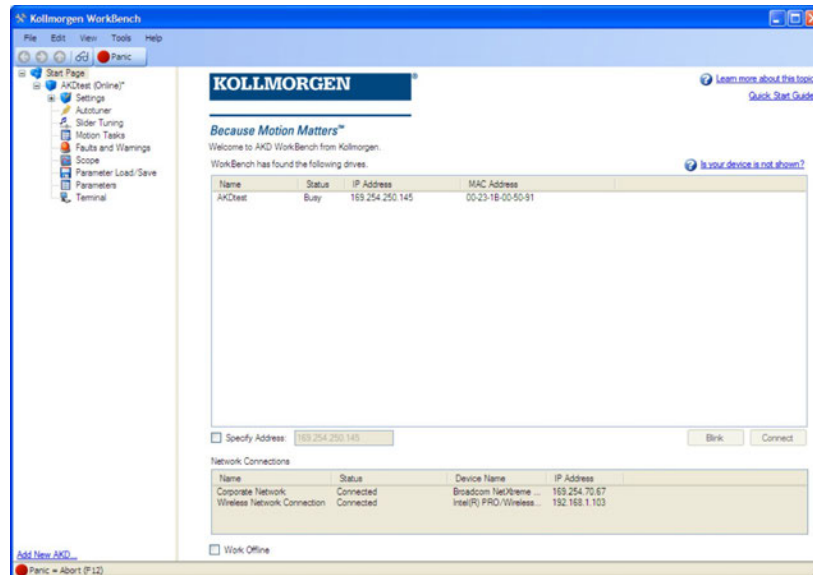 Kollmorgen WorkBench
File Edit View Tools Help
Panic
Start Page
AKDtest (Online)*
Settings
Autotuner
Slider Tuning
Motion Tasks
Faults and Warnings
Scope
Parameter Load/Save
Parameters
Terminal
Add New AKD...
KOLLMORGEN®
Because Motion Matters™
Learn more about this topic
Quick Start Guide
Welcome to AKD WorkBench from Kollmorgen.
WorkBench has found the following drives.
Is your device is not shown?
Name Status IP Address MAC Address
AKDtest Busy 169.254.250.145 00-23-1B-00-50-91
Specify Address: 169.254.250.145
Blink Connect
Network Connections
Name Status Device Name IP Address
Corporate Network Connected Broadcom NetXtreme ... 169.254.70.67
Wireless Network Connection Connected Intel(R) PRO/Wireless... 192.168.1.103
Work Offline
Panic = Abort (F12)